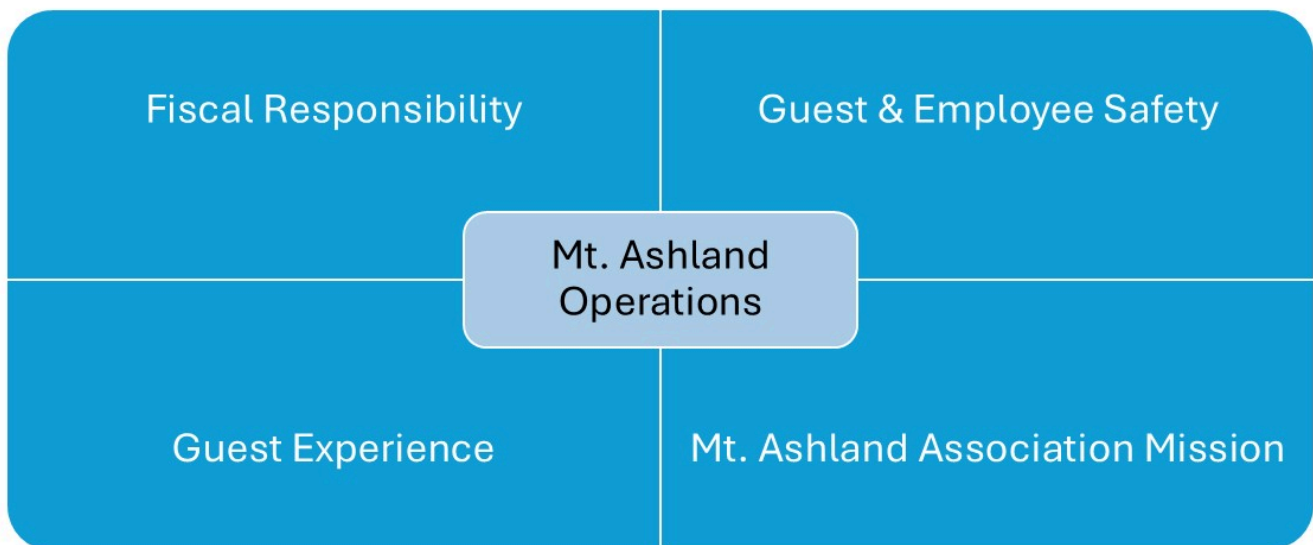 Fiscal Responsibility
Guest & Employee Safety
Mt. Ashland
Operations
Guest Experience
Mt. Ashland Association Mission